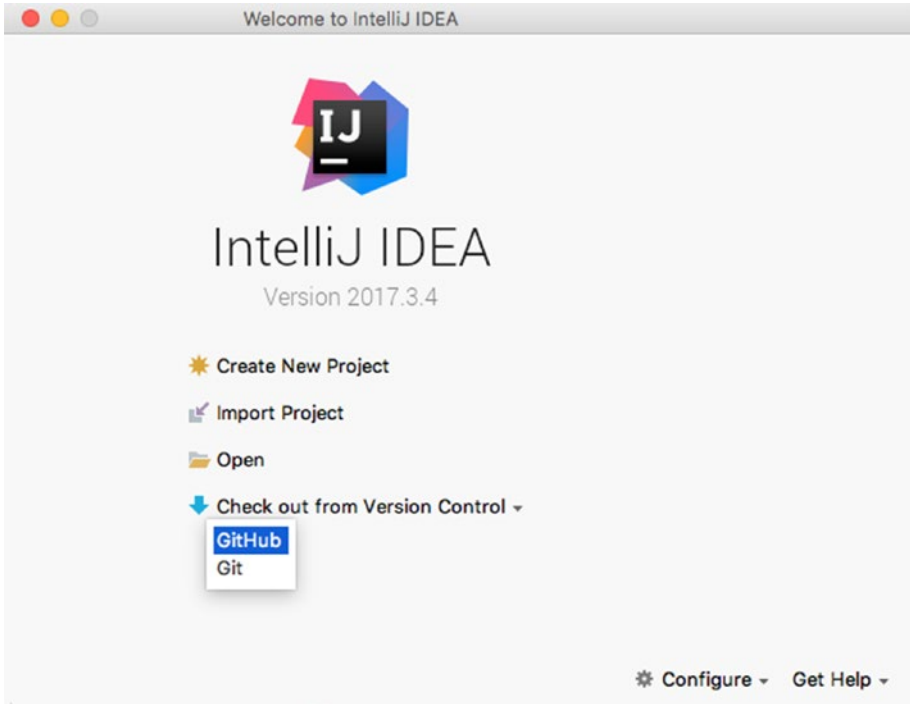 Welcome to IntelliJ IDEA
IJ
IntelliJ IDEA
Version 2017.3.4
Create New Project
Import Project
Open
Check out from Version Control
GitHub
Git
Configure
Get Help